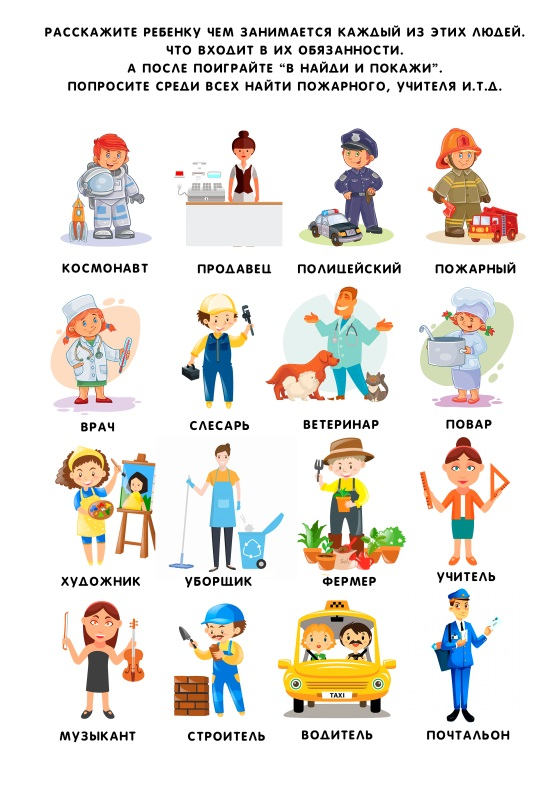 РАССКАЖИТЕ РЕБЕНКУ ЧЕМ ЗАНИМАЕТСЯ КАЖДЫЙ ИЗ ЭТИХ ЛЮДЕЙ.
ЧТО ВХОДИТ В ИХ ОБЯЗАННОСТИ.
А ПОСЛЕ ПОИГРАЙТЕ “В НАЙДИ И ПОКАЖИ”.
ПОПРОСИТЕ СРЕДИ ВСЕХ НАЙТИ ПОЖАРНОГО, УЧИТЕЛЯ И.Т.Д.
КОСМОНАВТ ПРОДАВЕЦ ПОЛИЦЕЙСКИЙ ПОЖАРНЫЙ
ВРАЧ СЛЕСАРЬ ВЕТЕРИНАР ПОВАР
ХУДОЖНИК УБОРЩИК ФЕРМЕР УЧИТЕЛЬ
TAXI
МУЗЫКАНТ СТРОИТЕЛЬ ВОДИТЕЛЬ ПОЧТАЛЬОН